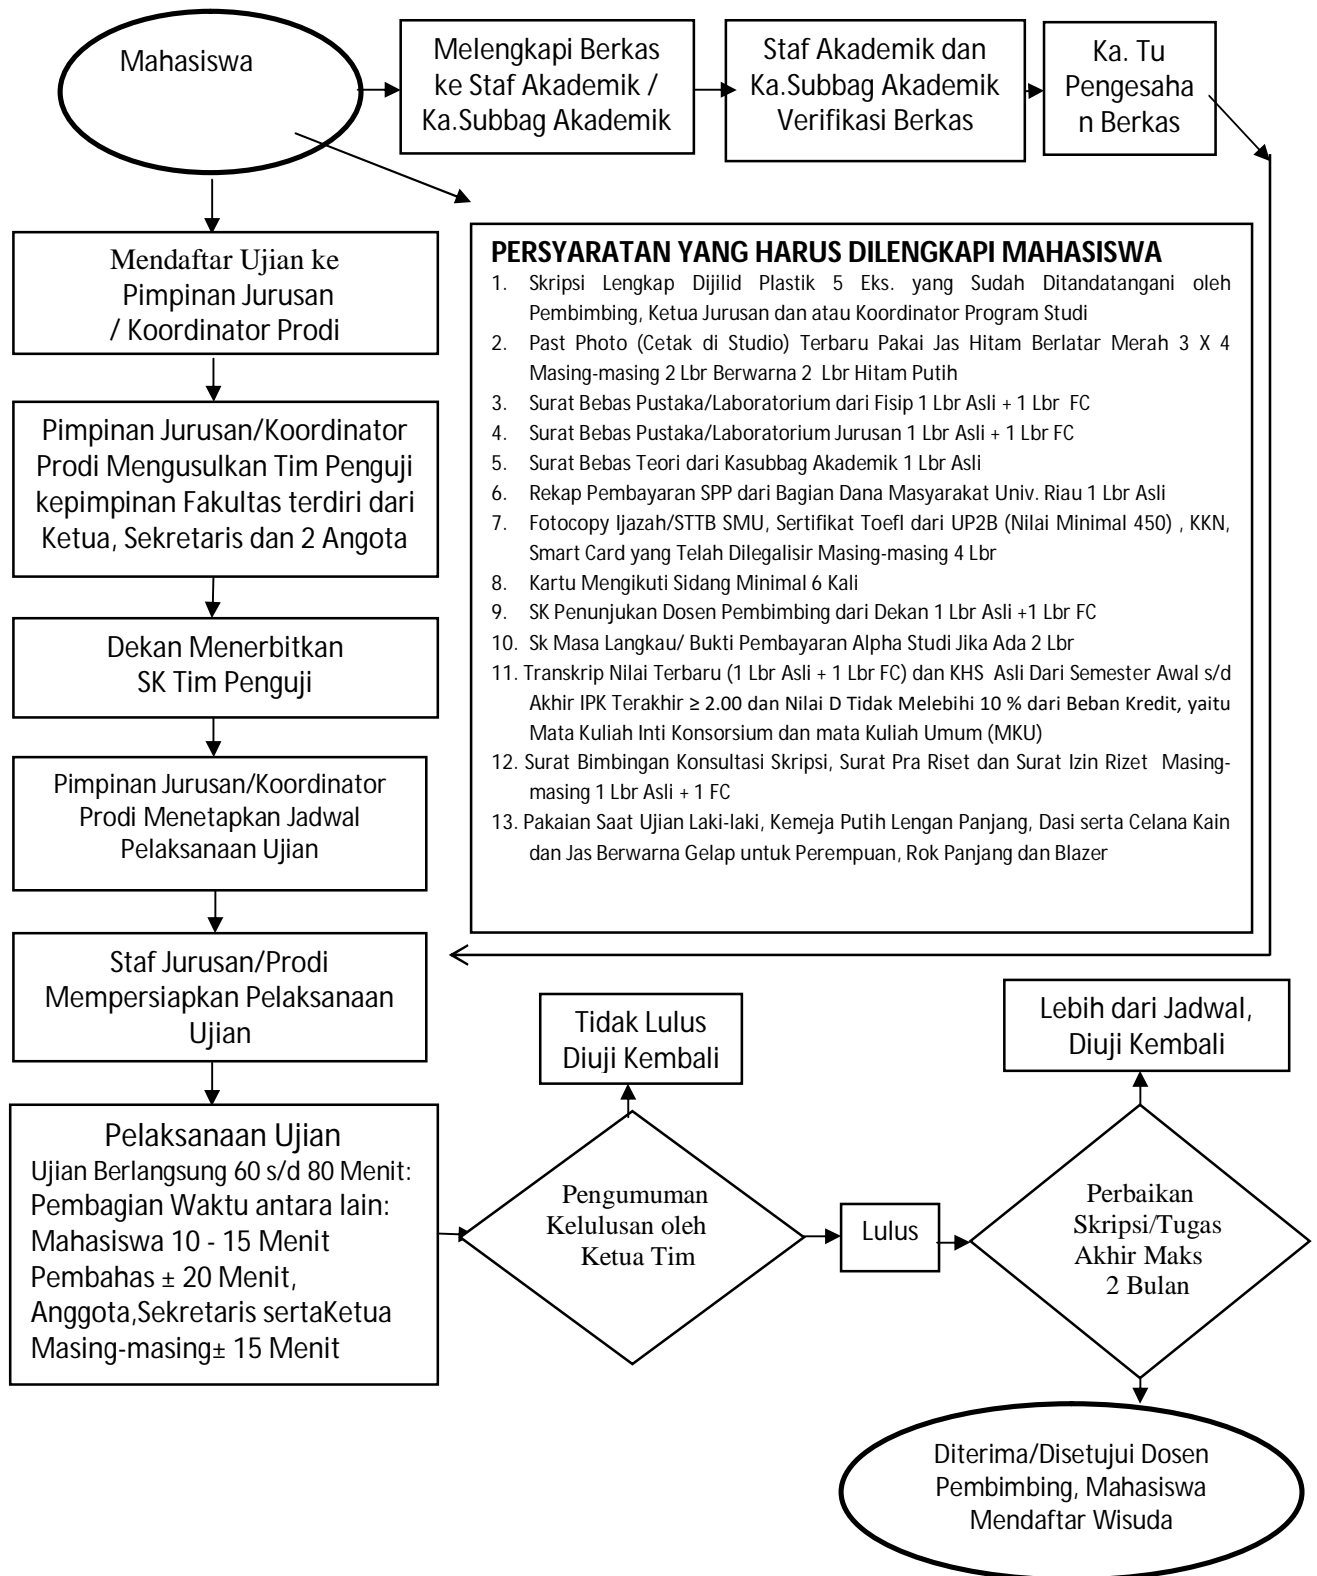 Mahasiswa
Melengkapi Berkas
ke Staf Akademik /
Ka.Subbag Akademik
Staf Akademik dan
Ka.Subbag Akademik
Verifikasi Berkas
Ka. Tu
Pengesaha
n Berkas
Mendaftar Ujian ke
Pimpinan Jurusan
/ Koordinator Prodi
Pimpinan Jurusan/Koordinator
Prodi Mengusulkan Tim Penguji
kepimpinan Fakultas terdiri dari
Ketua, Sekretaris dan 2 Angota
Dekan Menerbitkan
SK Tim Penguji
Pimpinan Jurusan/Koordinator
Prodi Menetapkan Jadwal
Pelaksanaan Ujian
Staf Jurusan/Prodi
Mempersiapkan Pelaksanaan
Ujian
PERSYARATAN YANG HARUS DILENGKAPI MAHASISWA
1. Skripsi Lengkap Dijilid Plastik 5 Eks. yang Sudah Ditandatangani oleh
Pembimbing, Ketua Jurusan dan atau Koordinator Program Studi
2. Past Photo (Cetak di Studio) Terbaru Pakai Jas Hitam Berlatar Merah 3 X 4
Masing-masing 2 Lbr Berwarna 2 Lbr Hitam Putih
3. Surat Bebas Pustaka/Laboratorium dari Fisip 1 Lbr Asli + 1 Lbr FC
4. Surat Bebas Pustaka/Laboratorium Jurusan 1 Lbr Asli + 1 Lbr FC
5. Surat Bebas Teori dari Kasubbag Akademik 1 Lbr Asli
6. Rekap Pembayaran SPP dari Bagian Dana Masyarakat Univ. Riau 1 Lbr Asli
7. Fotocopy Ijazah/STTB SMU, Sertifikat Toefl dari UP2B (Nilai Minimal 450) , KKN,
Smart Card yang Telah Dilegalisir Masing-masing 4 Lbr
8. Kartu Mengikuti Sidang Minimal 6 Kali
9. SK Penunjukan Dosen Pembimbing dari Dekan 1 Lbr Asli +1 Lbr FC
10. Sk Masa Langkau/ Bukti Pembayaran Alpha Studi Jika Ada 2 Lbr
11. Transkrip Nilai Terbaru (1 Lbr Asli + 1 Lbr FC) dan KHS Asli Dari Semester Awal s/d
Akhir IPK Terakhir ≥ 2.00 dan Nilai D Tidak Melebihi 10 % dari Beban Kredit, yaitu
Mata Kuliah Inti Konsorsium dan mata Kuliah Umum (MKU)
12. Surat Bimbingan Konsultasi Skripsi, Surat Pra Riset dan Surat Izin Rizet Masing-
masing 1 Lbr Asli + 1 FC
13. Pakaian Saat Ujian Laki-laki, Kemeja Putih Lengan Panjang, Dasi serta Celana Kain
dan Jas Berwarna Gelap untuk Perempuan, Rok Panjang dan Blazer
Pelaksanaan Ujian
Ujian Berlangsung 60 s/d 80 Menit:
Pembagian Waktu antara lain:
Mahasiswa 10 - 15 Menit
Pembahas ± 20 Menit,
Anggota,Sekretaris sertaKetua
Masing-masing± 15 Menit
Tidak Lulus
Diuji Kembali
Pengumuman
Kelulusan oleh
Ketua Tim
Lulus
Lebih dari Jadwal,
Diuji Kembali
Perbaikan
Skripsi/Tugas
Akhir Maks
2 Bulan
Diterima/Disetujui Dosen
Pembimbing, Mahasiswa
Mendaftar Wisuda